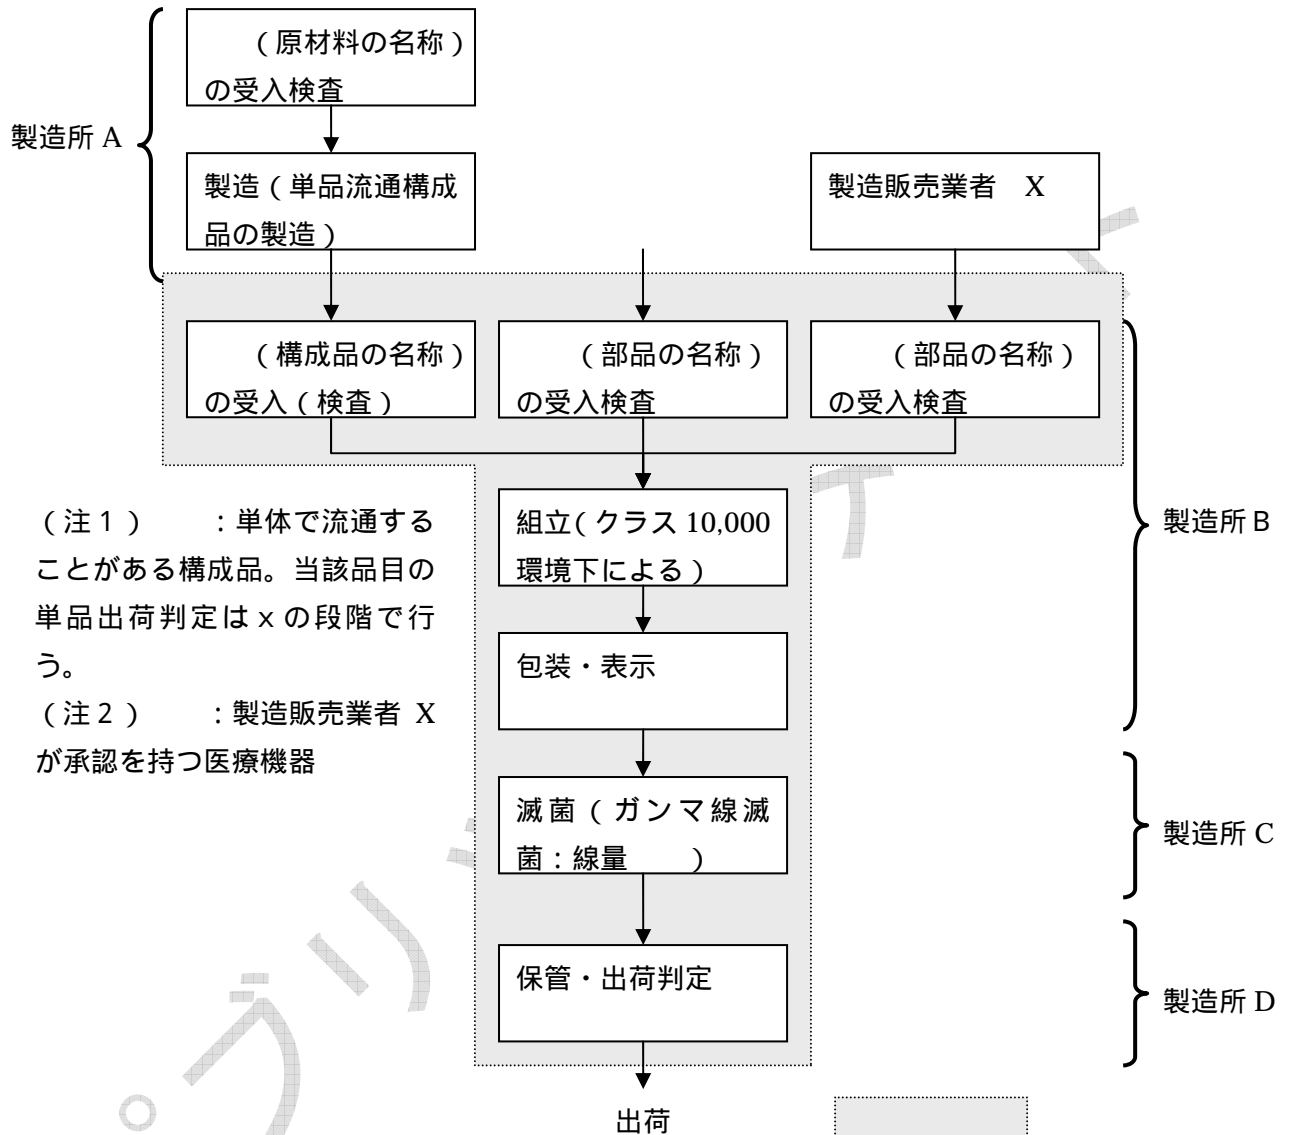 （原材料の名称）
の受入検査
製造所 A
製造（単品流通構成
品の製造）
製造販売業者　X
（構成品の名称）
の受入（検査）
（部品の名称）
の受入検査
（部品の名称）
の受入検査
（注１）　　：単体で流通する
ことがある構成品。当該品目の
単品出荷判定は x の段階で行
う。
（注２）　　：製造販売業者 X
が承認を持つ医療機器
組立（クラス 10,000
環境下による）
包装・表示
滅菌（ガンマ線滅
菌：線量　　）
保管・出荷判定
出荷
製造所 B
製造所 C
製造所 D